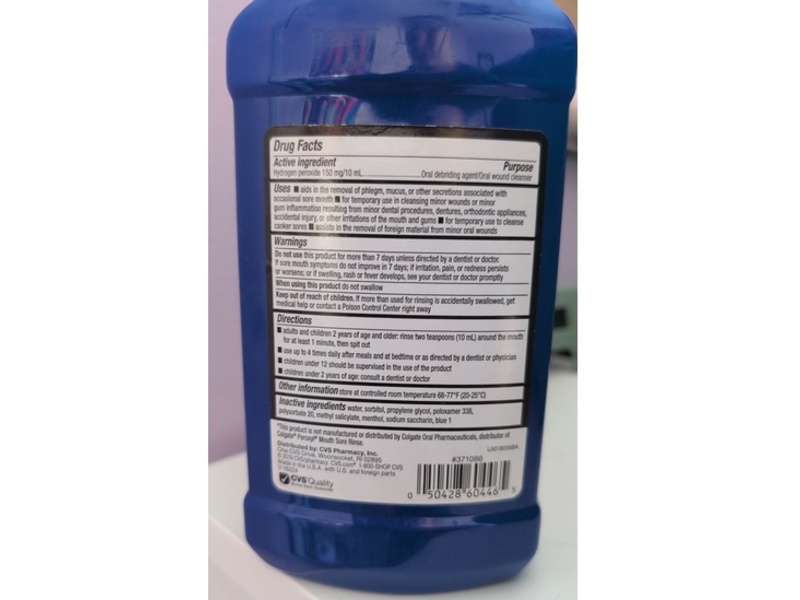 Drug Facts
Active ingredient Purpose
Hydrogen peroxide 150 mg/10 mL Oral debriding agent/Oral wound cleanser
Uses ■ aids in the removal of phlegm, mucus, or other secretions associated with
occasional sore mouth ■ for temporary use in cleansing minor wounds or minor
gum inflammation resulting from minor dental procedures, dentures, orthodontic appliances,
accidental injury, or other irritations of the mouth and gums ■ for temporary use to cleanse
canker sores ■ assists in the removal of foreign material from minor oral wounds
Warnings
Do not use this product for more than 7 days unless directed by a dentist or doctor.
If sore mouth symptoms do not improve in 7 days; if irritation, pain, or redness persists
or worsens; or if swelling, rash or fever develops, see your dentist or doctor promptly
When using this product do not swallow
Keep out of reach of children. If more than used for rinsing is accidentally swallowed, get
medical help or contact a Poison Control Center right away
Directions
■ adults and children 2 years of age and older: rinse two teaspoons (10 mL) around the mouth
for at least 1 minute, then spit out
■ use up to 4 times daily after meals and at bedtime or as directed by a dentist or physician
■ children under 12 should be supervised in the use of the product
■ children under 2 years of age: consult a dentist or doctor
Other information store at controlled room temperature 68-77°F (20-25°C)
Inactive ingredients water, sorbitol, propylene glycol, poloxamer 338,
polysorbate 20, methyl salicylate, menthol, sodium saccharin, blue 1
*This product is not manufactured or distributed by Colgate Oral Pharmaceuticals, distributor of
Colgate® Peroxyl® Mouth Sore Rinse.
Distributed by: CVS Pharmacy, Inc.
One CVS Drive, Woonsocket, RI 02895
CVS.com® 1-800-SHOP CVS
Made in the U.S.A. with U.S. and foreign parts
CVS Quality
#371086
0 50428 60446 5